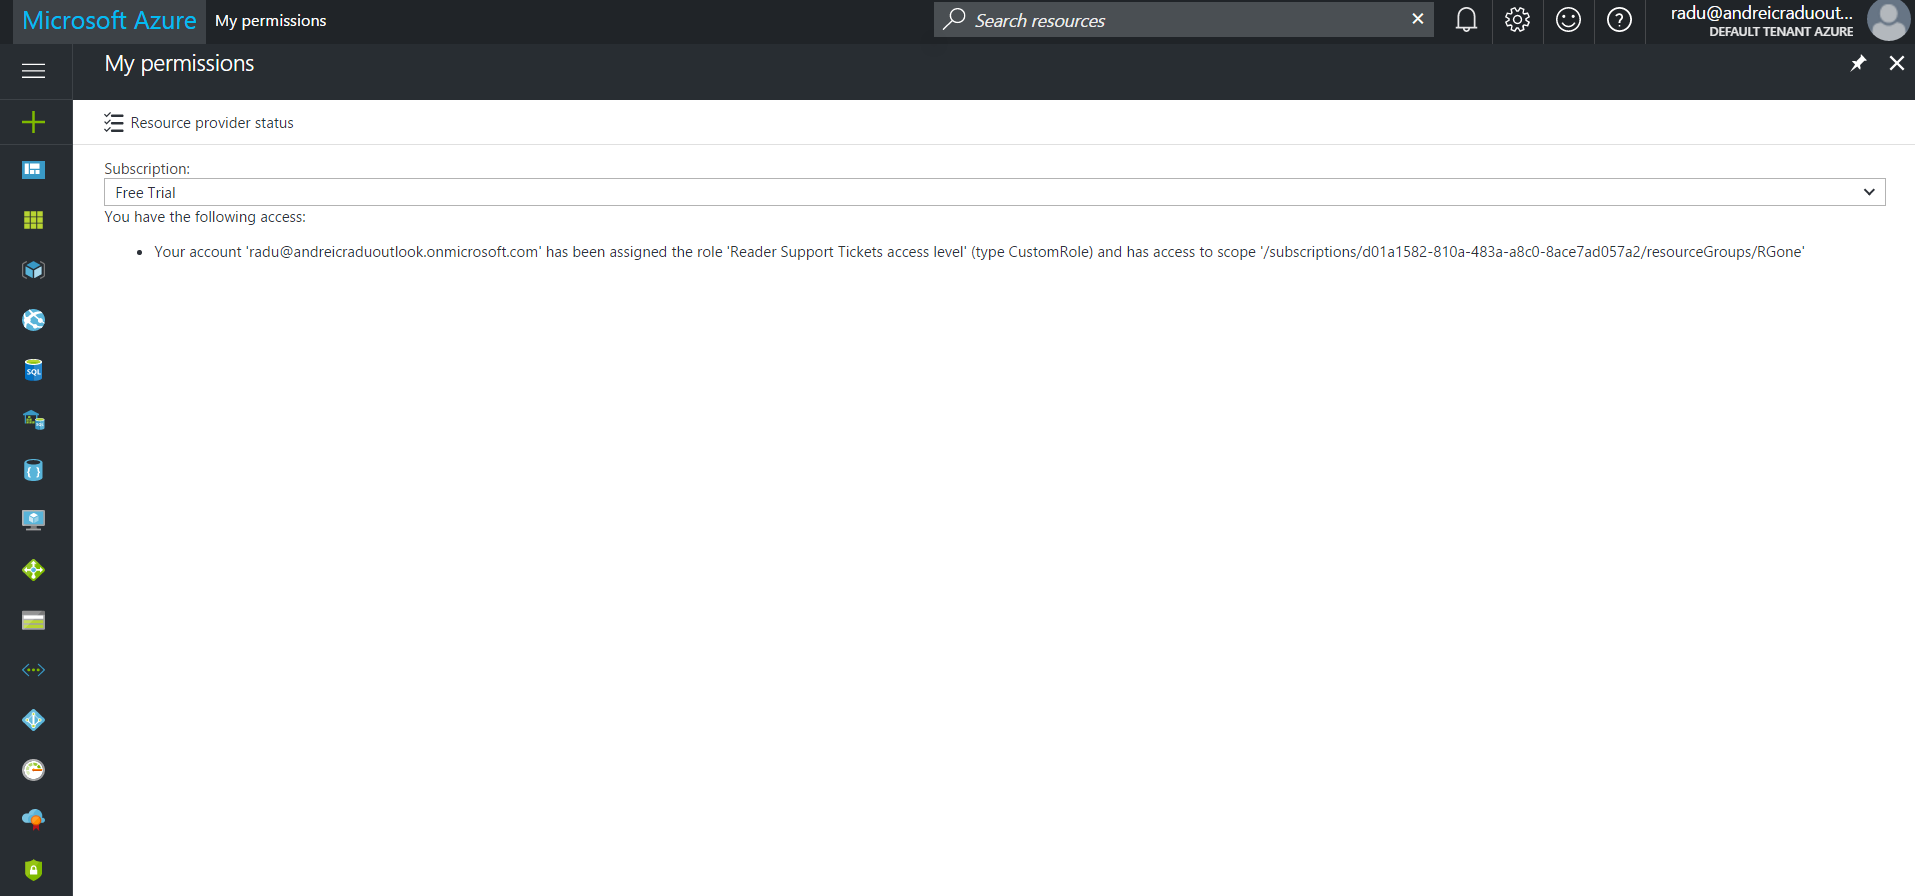 Microsoft Azure
My permissions
Search resources
radu@andreicraduout...
DEFAULT TENANT AZURE
My permissions
Resource provider status
Subscription:
Free Trial
You have the following access:
• Your account 'radu@andreicraduoutlook.onmicrosoft.com' has been assigned the role 'Reader Support Tickets access level' (type CustomRole) and has access to scope '/subscriptions/d01a1582-810a-483a-a8c0-8ace7ad057a2/resourceGroups/RGone'
SQL